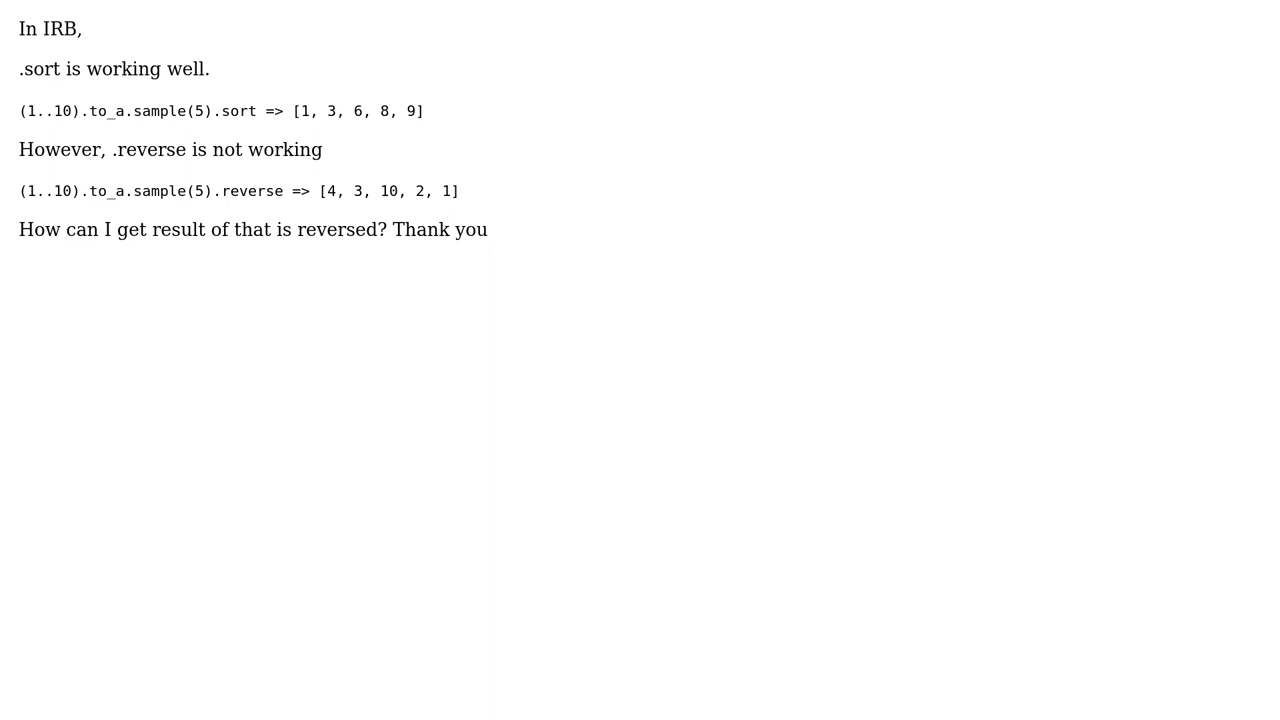 In IRB,
.sort is working well.
(1..10).to_a.sample(5).sort => [1, 3, 6, 8, 9]
However, .reverse is not working
(1..10).to_a.sample(5).reverse => [4, 3, 10, 2, 1]
How can I get result of that is reversed? Thank you